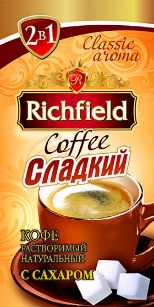 2в1
Classic
aroma
R
Richfield
Coffee
Сладкий
КОФЕ
РАСТВОРИМЫЙ
НАТУРАЛЬНЫЙ
С САХАРОМ